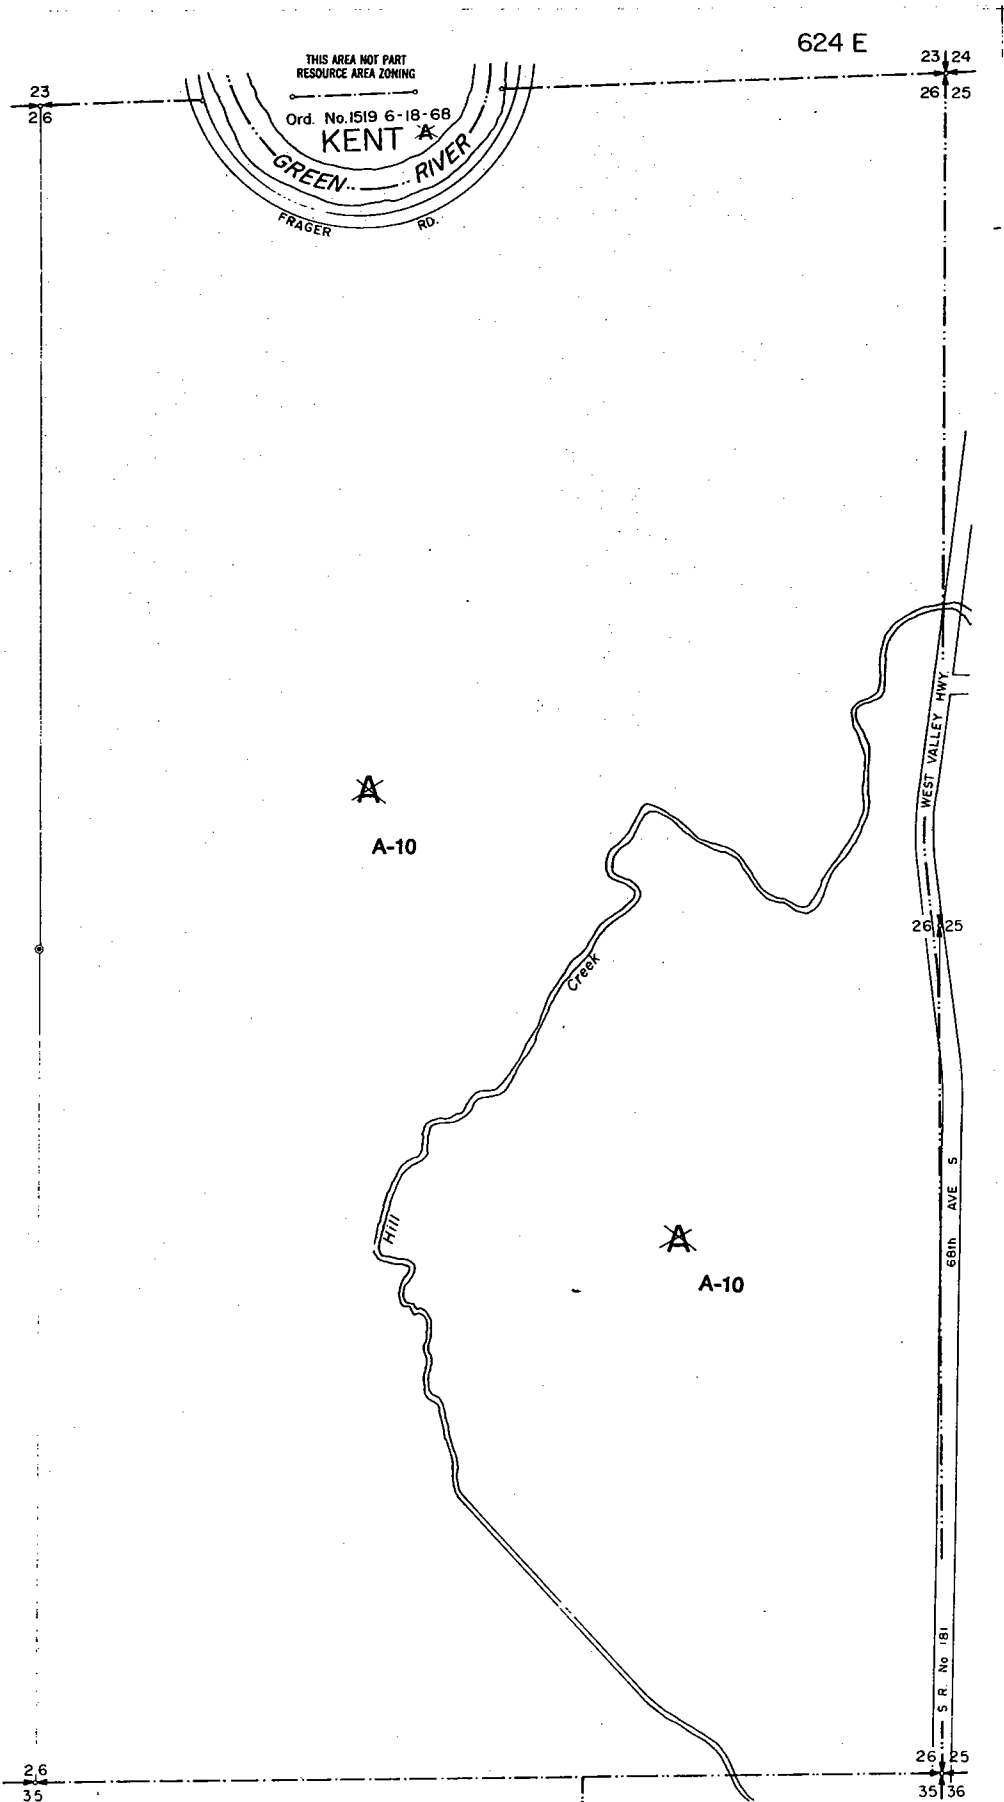 624 E
THIS AREA NOT PART
RESOURCE AREA ZONING
23 24
26 25
23
26
Ord. No.1519 6-18-68
KENT A
GREEN RIVER
FRAGER RD.
WEST VALLEY HWY.
A
A-10
26 25
Creek
68th AVE S
Hill
A
A-10
S R. No 181
26
35
26 25
35 36